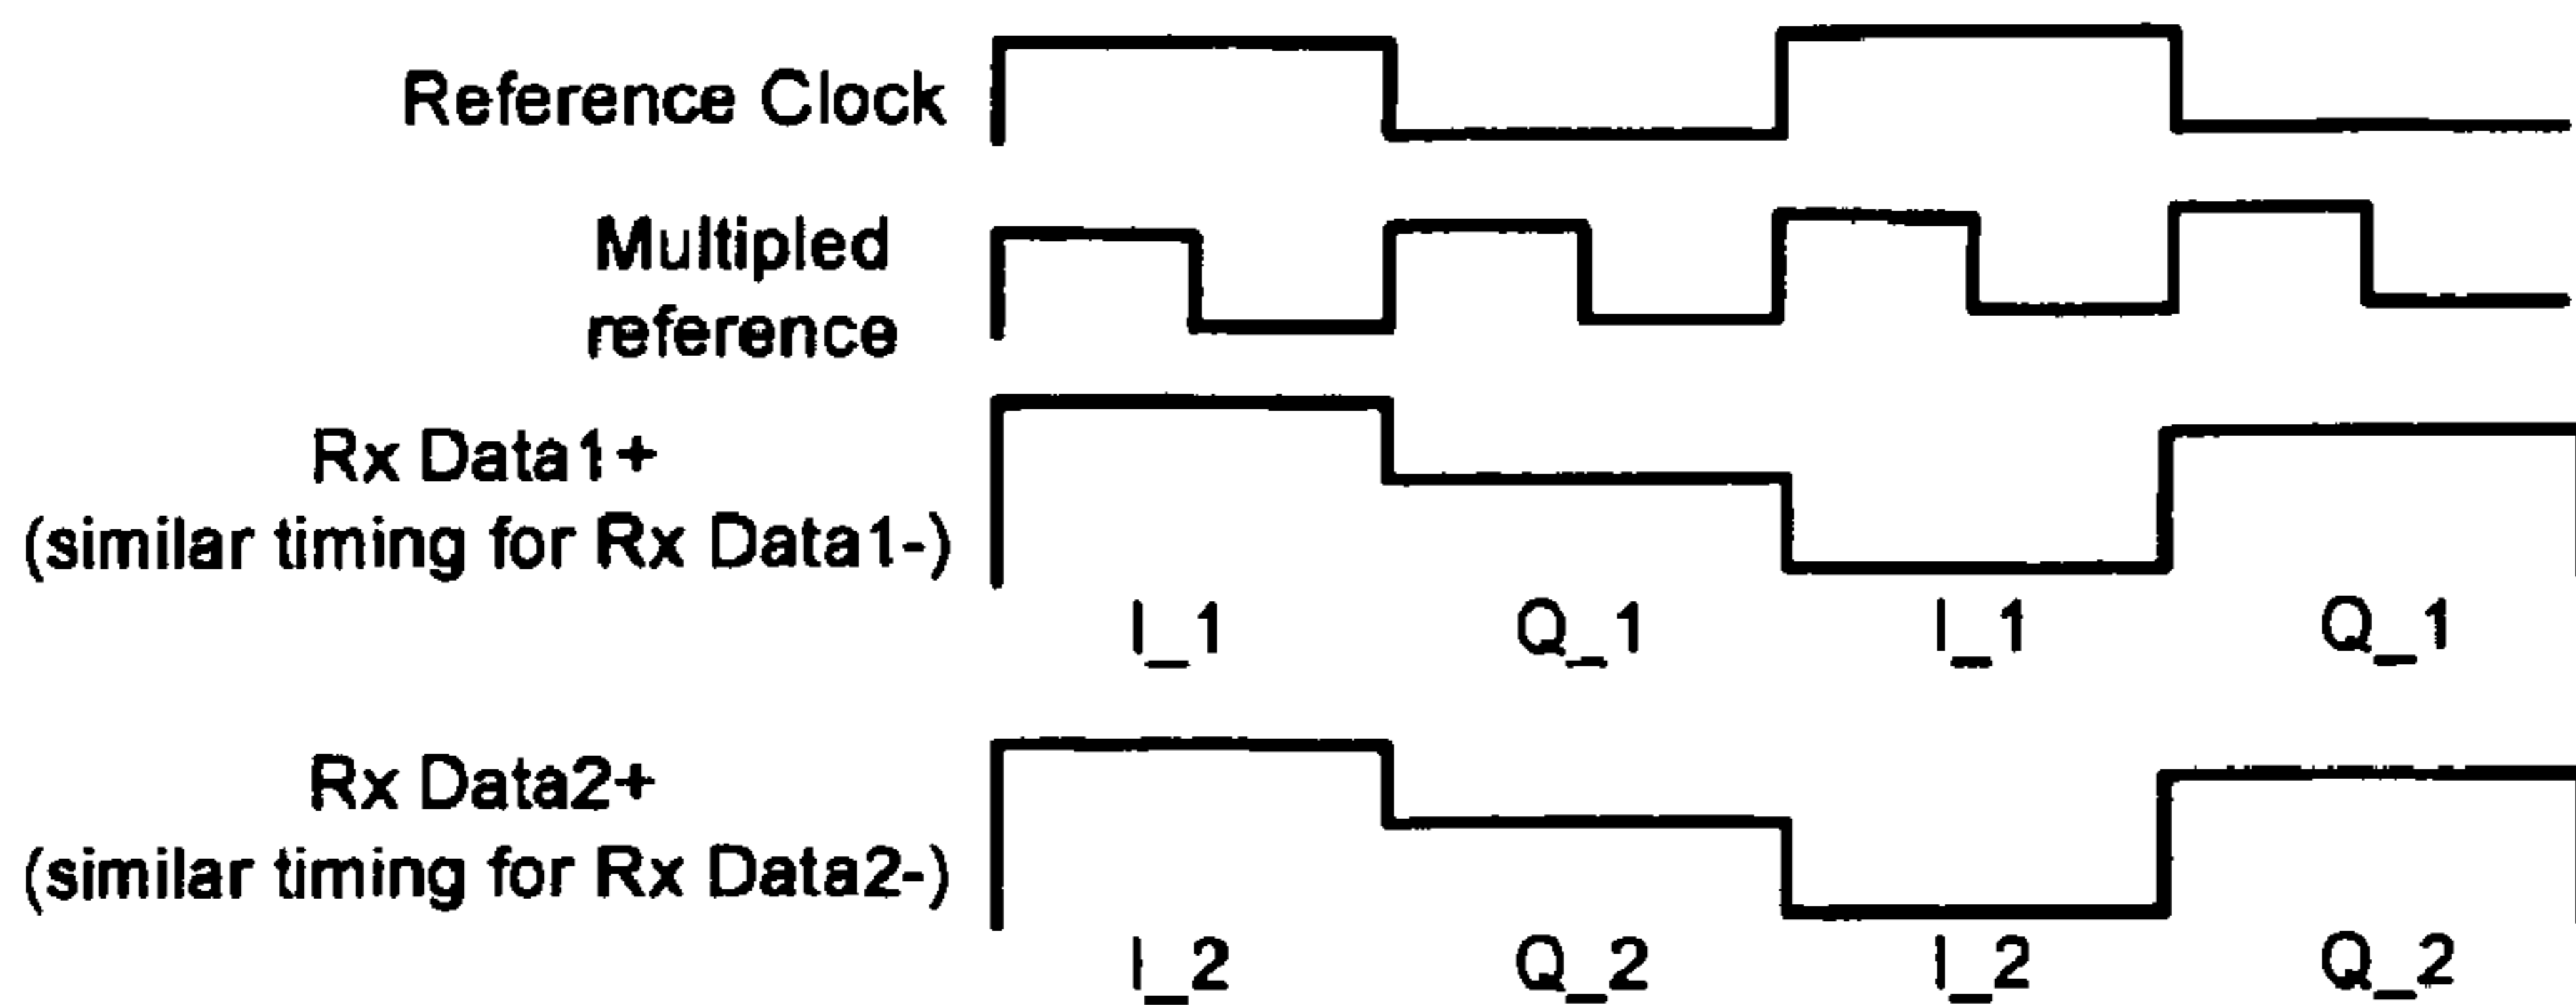 Reference Clock
Multipled
reference
Rx Data1+
(similar timing for Rx Data1-)
I_1 Q_1 I_1 Q_1
Rx Data2+
(similar timing for Rx Data2-)
I_2 Q_2 I_2 Q_2